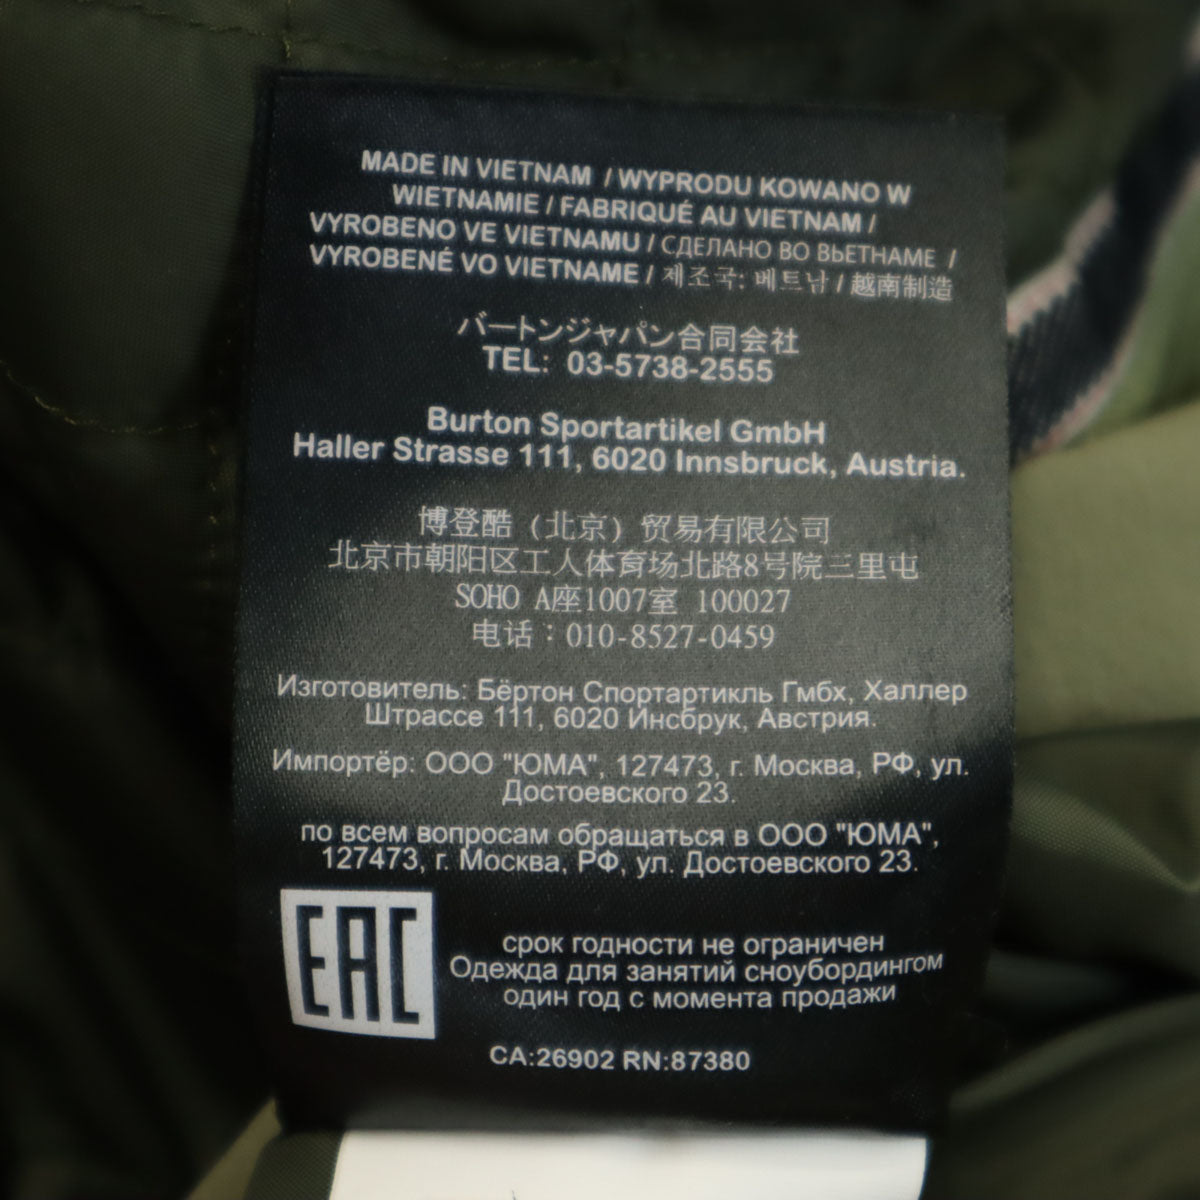 MADE IN VIETNAM / WYPRODU KOWANO W
WIETNAMIE / FABRIQUÉ AU VIETNAM /
VYROBENO VE VIETNAMU / СДЕЛАНО ВО ВЬЕТНАМЕ /
VYROBENÉ VO VIETNAME / 제조국: 메트남 / 越南制造
バートンジャパン合同会社
TEL: 03-5738-2555
Burton Sportartikel GmbH
Haller Strasse 111, 6020 Innsbruck, Austria.
博登酷（北京）贸易有限公司
北京市朝阳区工人体育场北路8号院三里屯
SOHO A座1007室 100027
电话：010-8527-0459
Изготовитель: Бёртон Спортартикль Гмбх, Халлер
Штрассе 111, 6020 Инсбрук, Австрия.
Импортёр: ООО "ЮМА", 127473, г. Москва, РФ, ул.
Достоевского 23.
по всем вопросам обращаться в ООО "ЮМА",
127473, г. Москва, РФ, ул. Достоевского 23.
EAC
срок годности не ограничен
Одежда для занятий сноубордингом
один год с момента продажи
CA:26902 RN:87380